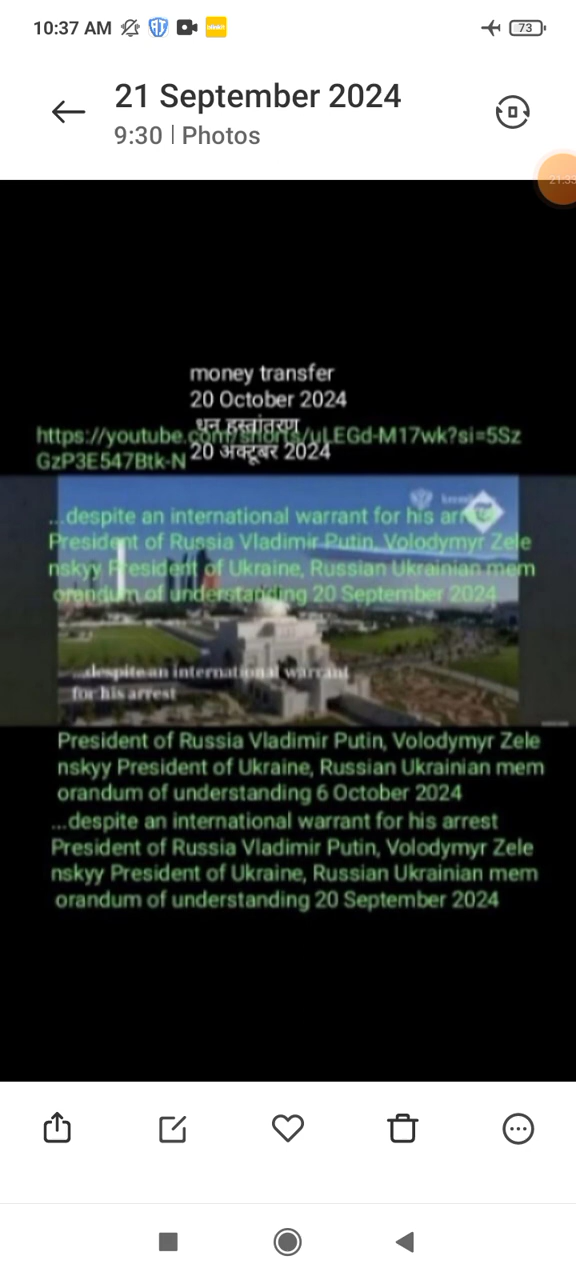 10:37 AM
73
21 September 2024
9:30 | Photos
21:33
money transfer
20 October 2024
धन हस्तांतरण
https://youtube.com/shorts/uLEGd-M17wk?si=5Sz
GzP3E547Btk-N
20 अक्टूबर 2024
...despite an international warrant for his arrest
President of Russia Vladimir Putin, Volodymyr Zele
nskyy President of Ukraine, Russian Ukrainian mem
orandum of understanding 20 September 2024
...despite an international warrant
for his arrest
President of Russia Vladimir Putin, Volodymyr Zele
nskyy President of Ukraine, Russian Ukrainian mem
orandum of understanding 6 October 2024
...despite an international warrant for his arrest
President of Russia Vladimir Putin, Volodymyr Zele
nskyy President of Ukraine, Russian Ukrainian mem
orandum of understanding 20 September 2024